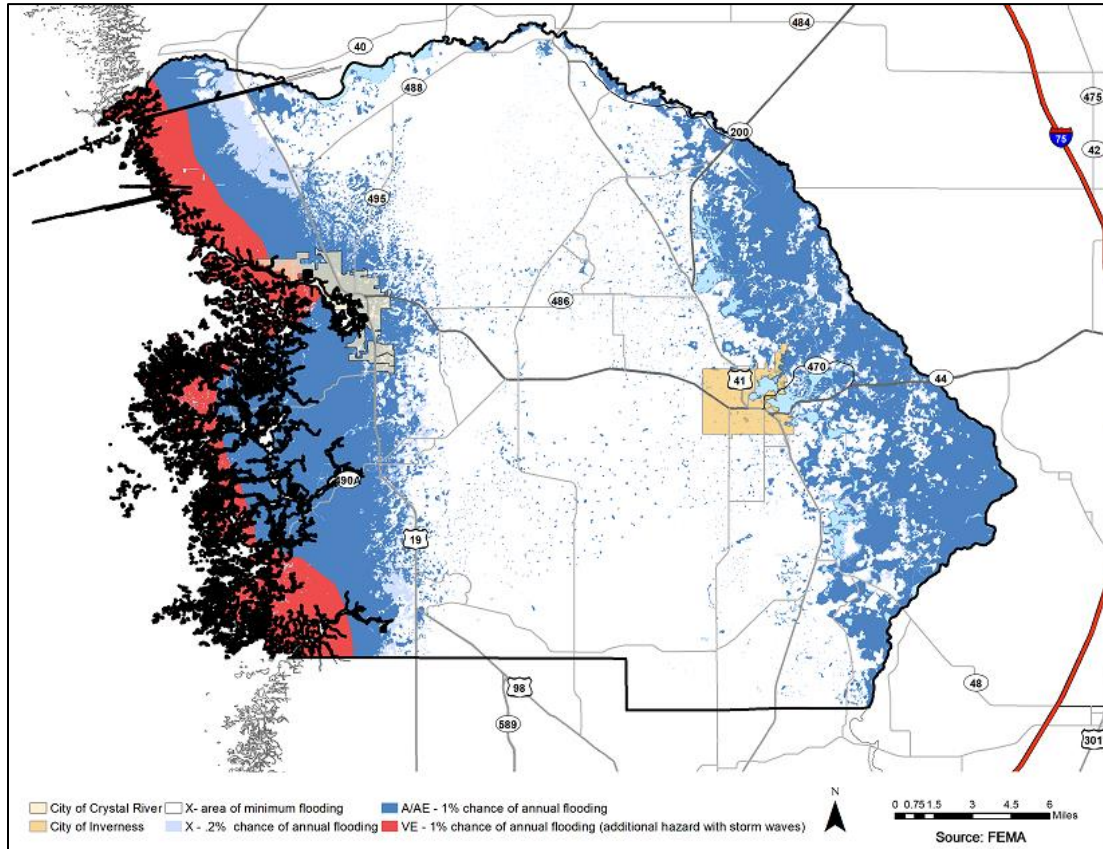 484
40
475
488
75
42
200
495
486
41
470
44
490A
19
98
48
589
301
City of Crystal River
X- area of minimum flooding
A/AE - 1% chance of annual flooding
City of Inverness
X - .2% chance of annual flooding
VE - 1% chance of annual flooding (additional hazard with storm waves)
N
0 0.75 1.5 3 4.5 6
Miles
Source: FEMA